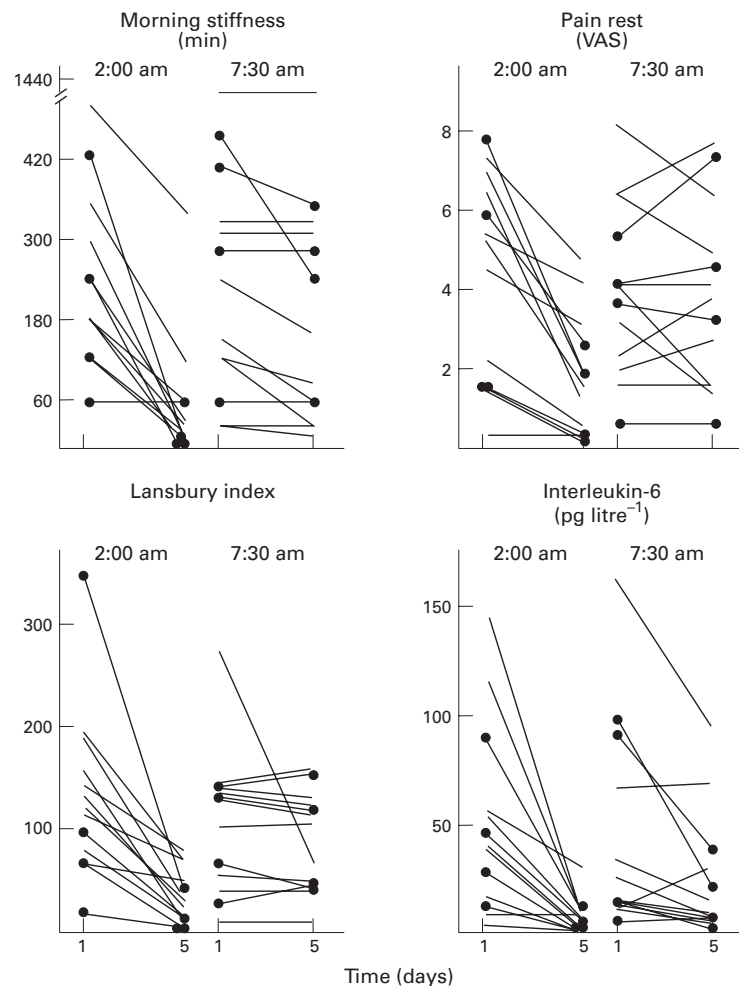 Morning stiffness
(min)
2:00 am 7:30 am
1440
420
300
180
60
Pain rest
(VAS)
2:00 am 7:30 am
8
6
4
2
Lansbury index
2:00 am 7:30 am
300
200
100
1 5 1 5
Interleukin-6
(pg litre⁻¹)
2:00 am 7:30 am
150
100
50
1 5 1 5
Time (days)